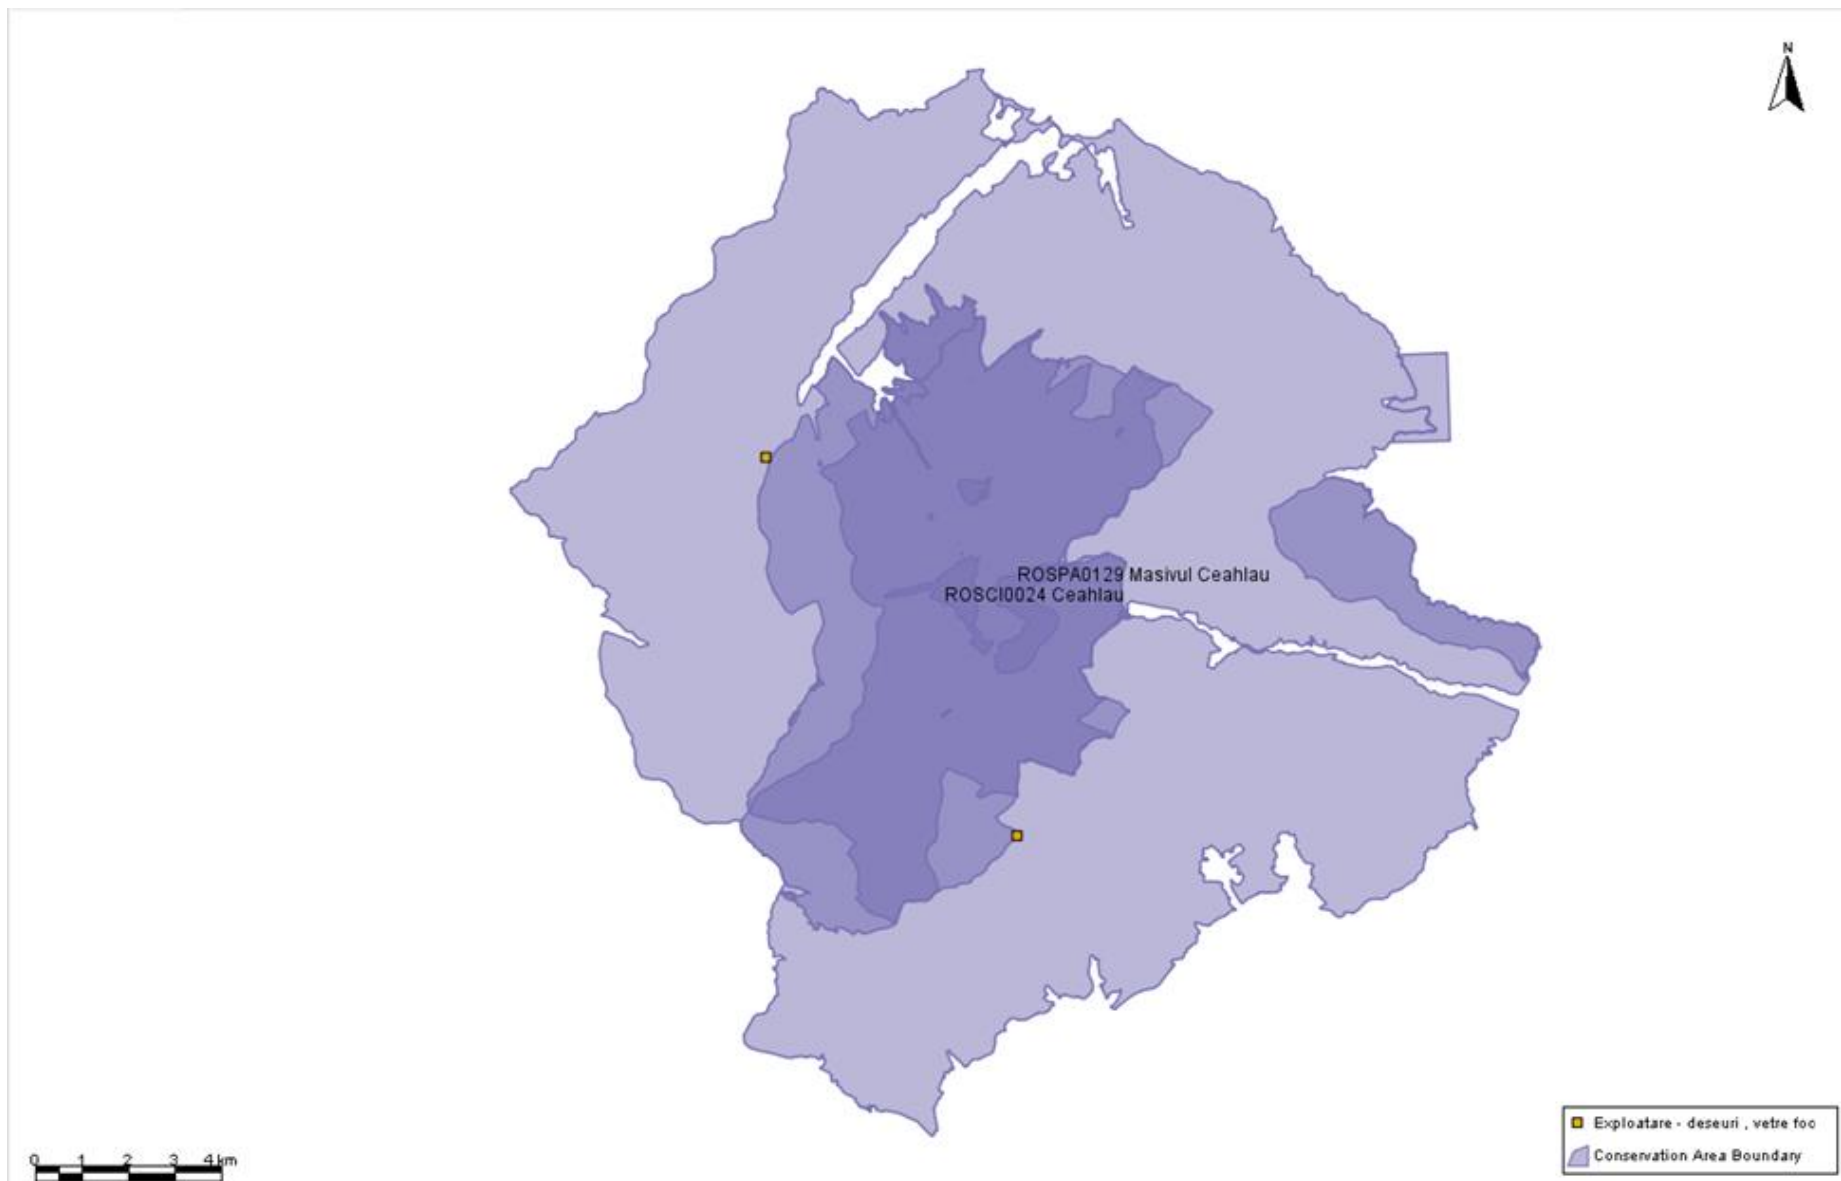 N
ROSPA0129 Masivul Ceahlau
ROSCI0024 Ceahlau
Exploatare - deseuri , vetre foc
Conservation Area Boundary
0 1 2 3 4 km